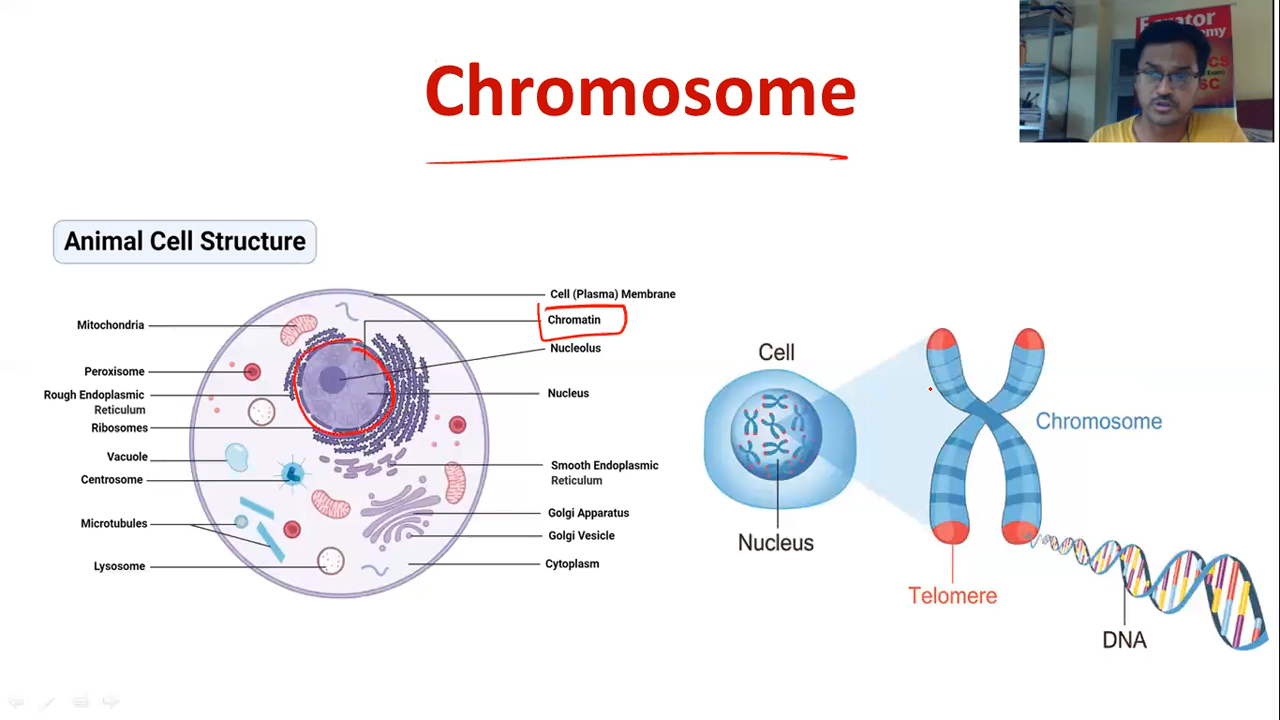 Chromosome
Equator
Animal Cell Structure
Cell (Plasma) Membrane
Chromatin
Nucleolus
Nucleus
Smooth Endoplasmic
Reticulum
Golgi Apparatus
Golgi Vesicle
Cytoplasm
Mitochondria
Peroxisome
Rough Endoplasmic
Reticulum
Ribosomes
Vacuole
Centrosome
Microtubules
Lysosome
Cell
Nucleus
Chromosome
Telomere
DNA